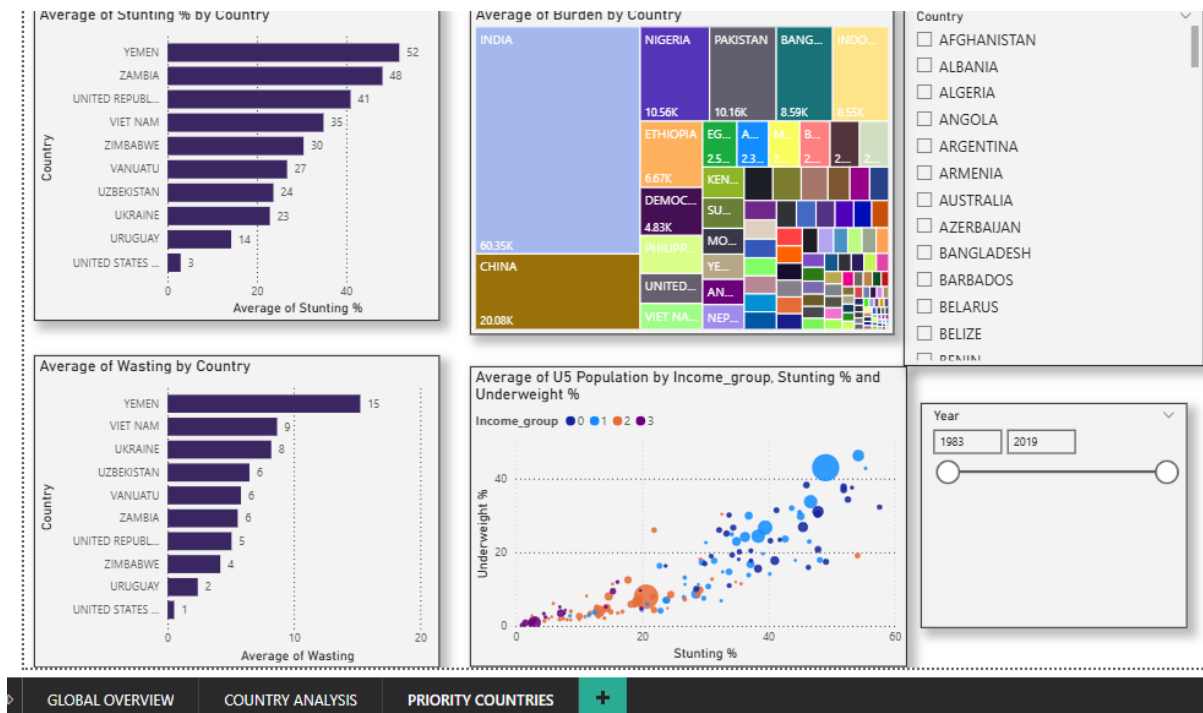 Average of Stunting % by Country
YEMEN 52
ZAMBIA 48
UNITED REPUBL... 41
VIET NAM 35
ZIMBABWE 30
VANUATU 27
UZBEKISTAN 24
UKRAINE 23
URUGUAY 14
UNITED STATES ... 3
0 20 40
Country
Average of Stunting %
Average of Burden by Country
INDIA
60.35K
CHINA
20.08K
NIGERIA
10.56K
PAKISTAN
10.16K
BANG...
8.59K
INDO...
8.55K
ETHIOPIA
6.67K
DEMOC...
4.83K
PHILIPP...
UNITED...
VIET NA...
EG...
2.5...
A...
2.3...
M...
2....
B...
2....
2....
2....
KEN...
SU...
MO...
YE...
AN...
NEP...
Country
AFGHANISTAN
ALBANIA
ALGERIA
ANGOLA
ARGENTINA
ARMENIA
AUSTRALIA
AZERBAIJAN
BANGLADESH
BARBADOS
BELARUS
BELIZE
BENIN
Average of Wasting by Country
YEMEN 15
VIET NAM 9
UKRAINE 8
UZBEKISTAN 6
VANUATU 6
ZAMBIA 6
UNITED REPUBL... 5
ZIMBABWE 4
URUGUAY 2
UNITED STATES ... 1
0 10 20
Country
Average of Wasting
Average of U5 Population by Income_group, Stunting % and
Underweight %
Income_group 0 1 2 3
40
20
0
Underweight %
0 20 40 60
Stunting %
Year
1983 2019
GLOBAL OVERVIEW COUNTRY ANALYSIS PRIORITY COUNTRIES +